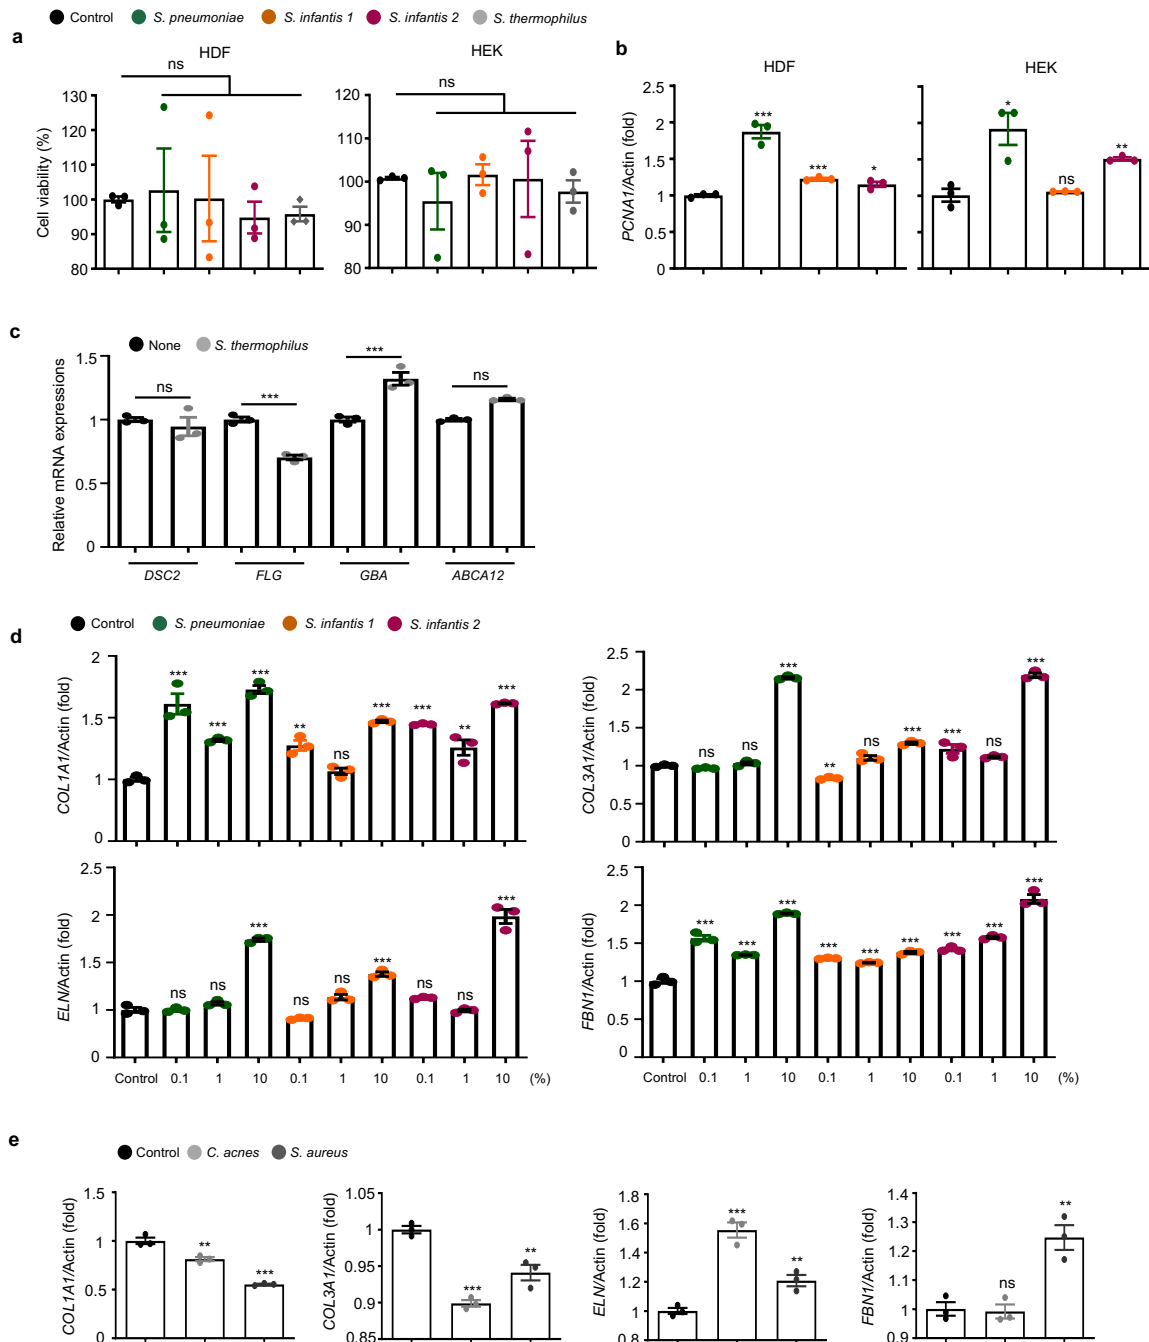 Control S. pneumoniae S. infantis 1 S. infantis 2 S. thermophilus
a
HDF
ns
Cell viability (%)
130
120
110
100
90
80
HEK
ns
120
110
100
90
80
b
HDF
PCNA1/Actin (fold)
2.5
2
1.5
1
0.5
0
*** *** *
HEK
* ns **
c
None S. thermophilus
Relative mRNA expressions
1.5
1
0.5
0
ns *** *** ns
DSC2 FLG GBA ABCA12
d
Control S. pneumoniae S. infantis 1 S. infantis 2
COL1A1/Actin (fold)
2
1.5
1
0
*** *** *** ** ns *** *** ** ***
COL3A1/Actin (fold)
2.5
2
1.5
1
0.5
0
ns ns *** ** ns *** *** ns ***
ELN/Actin (fold)
2.5
2
1.5
1
0
ns ns *** ns ns *** ns ns ***
Control 0.1 1 10 0.1 1 10 0.1 1 10 (%)
FBN1/Actin (fold)
2.5
2
1.5
1
0.5
0
*** *** *** *** *** *** *** *** ***
Control 0.1 1 10 0.1 1 10 0.1 1 10 (%)
e
Control C. acnes S. aureus
COL1A1/Actin (fold)
1.5
1
0.5
0
** ***
COL3A1/Actin (fold)
1.05
1
0.95
0.9
0.85
*** **
ELN/Actin (fold)
1.8
1.6
1.4
1.2
1
0.8
*** **
FBN1/Actin (fold)
1.4
1.3
1.2
1.1
1
0.9
ns **